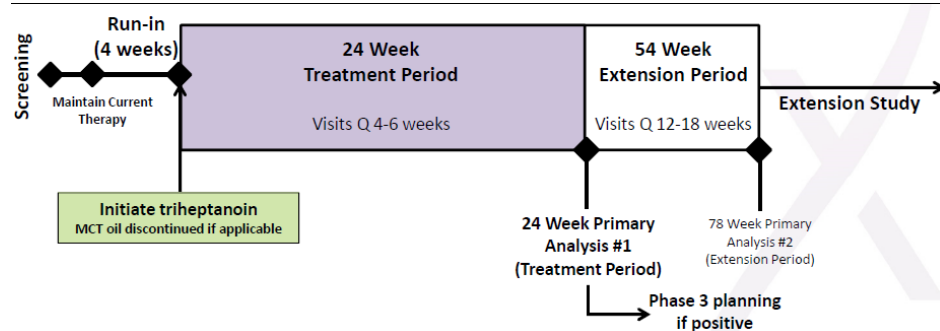 Screening
Run-in
(4 weeks)
Maintain Current
Therapy
24 Week
Treatment Period
Visits Q 4-6 weeks
54 Week
Extension Period
Visits Q 12-18 weeks
Extension Study
Initiate triheptanoin
MCT oil discontinued if applicable
24 Week Primary
Analysis #1
(Treatment Period)
78 Week Primary
Analysis #2
(Extension Period)
Phase 3 planning
if positive